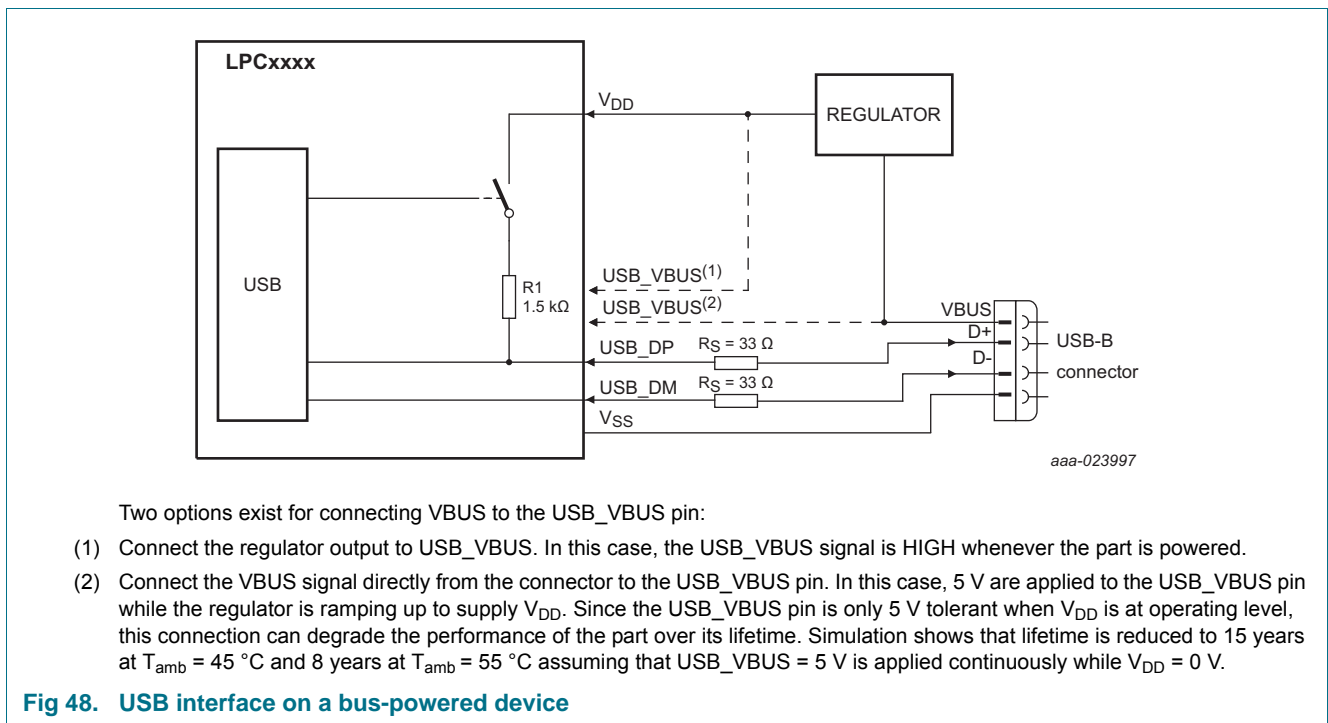 LPCxxxx
VDD
REGULATOR
USB
R1
1.5 kΩ
USB_VBUS(1)
USB_VBUS(2)
VBUS
D+
USB-B
USB_DP
RS = 33 Ω
D-
connector
USB_DM
RS = 33 Ω
VSS
aaa-023997
Two options exist for connecting VBUS to the USB_VBUS pin:
(1) Connect the regulator output to USB_VBUS. In this case, the USB_VBUS signal is HIGH whenever the part is powered.
(2) Connect the VBUS signal directly from the connector to the USB_VBUS pin. In this case, 5 V are applied to the USB_VBUS pin
while the regulator is ramping up to supply VDD. Since the USB_VBUS pin is only 5 V tolerant when VDD is at operating level,
this connection can degrade the performance of the part over its lifetime. Simulation shows that lifetime is reduced to 15 years
at Tamb = 45 °C and 8 years at Tamb = 55 °C assuming that USB_VBUS = 5 V is applied continuously while VDD = 0 V.
Fig 48. USB interface on a bus-powered device